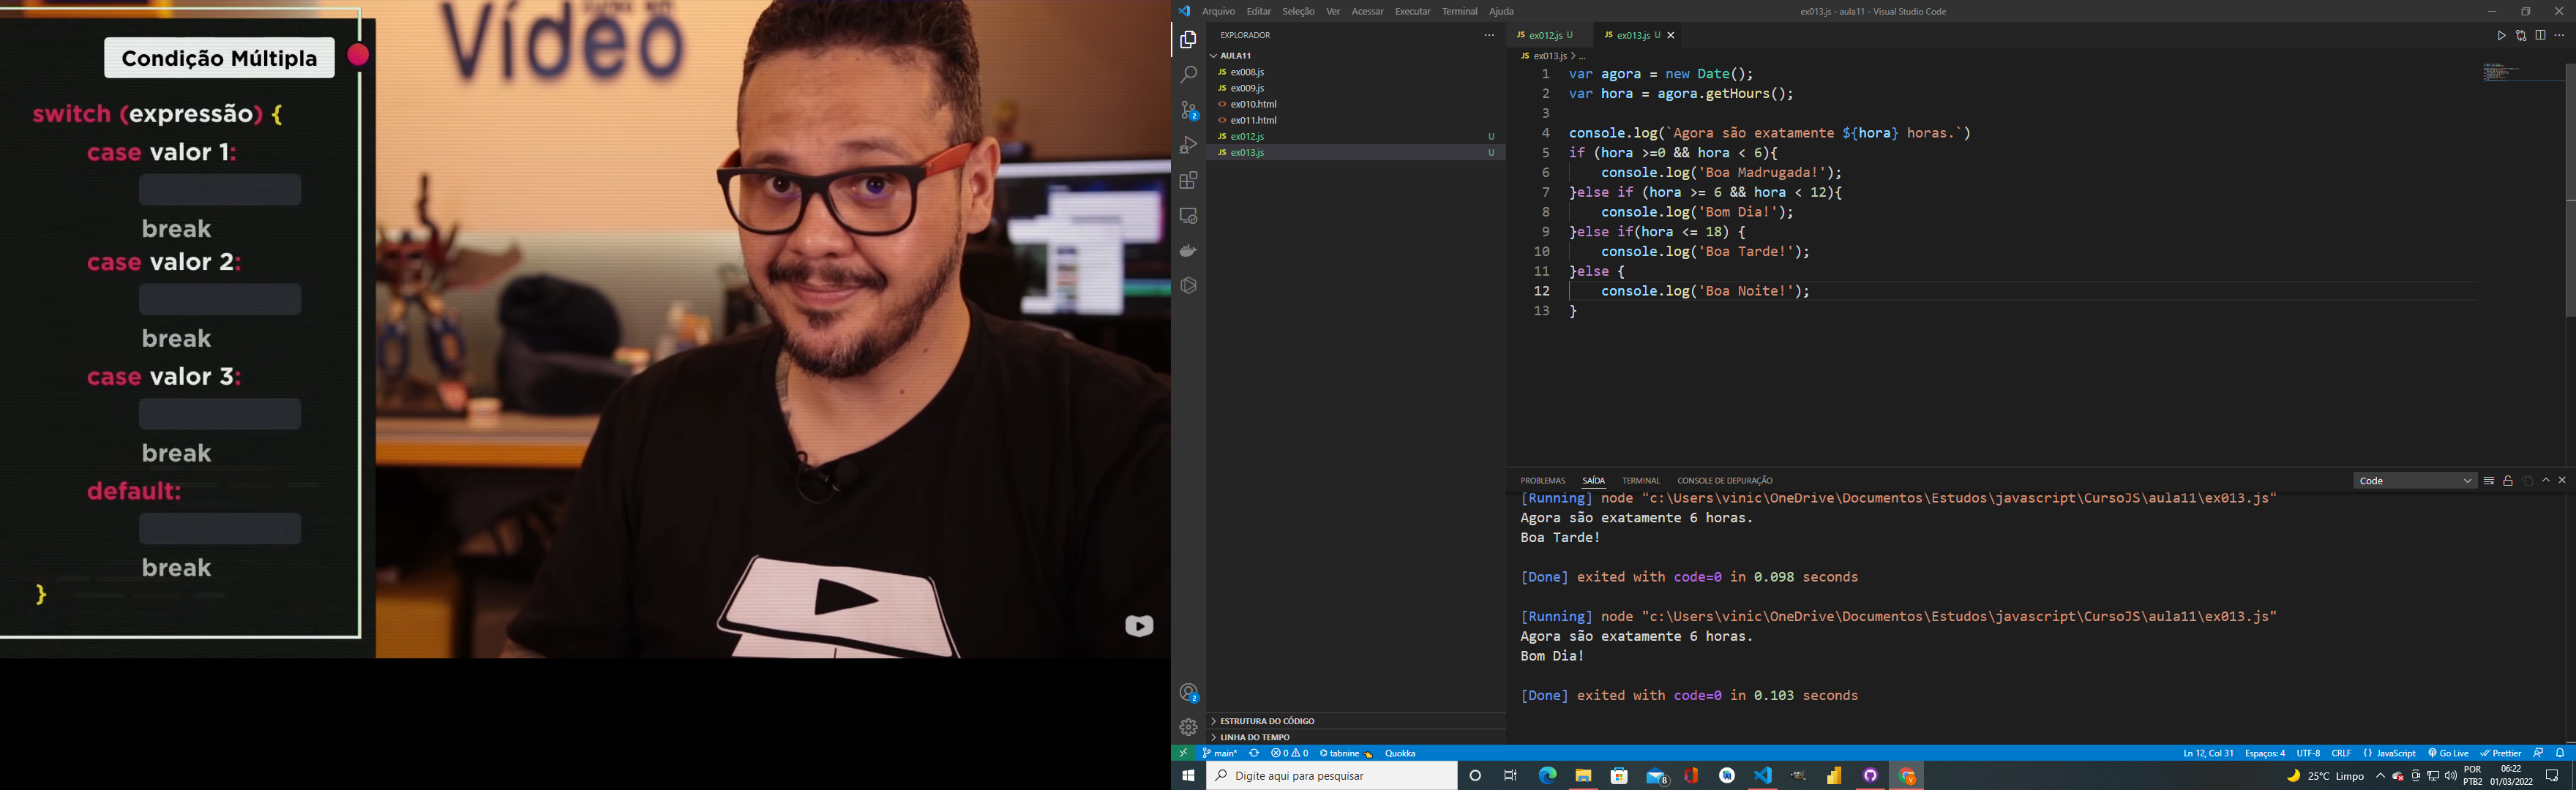 Vídeo
Condição Múltipla
switch (expressão) {
case valor 1:
break
case valor 2:
break
case valor 3:
break
default:
break
}
Arquivo Editar Seleção Ver Acessar Executar Terminal Ajuda
ex013.js - aula11 - Visual Studio Code
EXPLORADOR
AULA11
JS ex008.js
JS ex009.js
<> ex010.html
<> ex011.html
JS ex012.js U
JS ex013.js U
ESTRUTURA DO CÓDIGO
LINHA DO TEMPO
JS ex012.js U
JS ex013.js U
JS ex013.js > ...
1 var agora = new Date();
2 var hora = agora.getHours();
3
4 console.log(`Agora são exatamente ${hora} horas.`)
5 if (hora >=0 && hora < 6){
6 console.log('Boa Madrugada!');
7 }else if (hora >= 6 && hora < 12){
8 console.log('Bom Dia!');
9 }else if(hora <= 18) {
10 console.log('Boa Tarde!');
11 }else {
12 console.log('Boa Noite!');
13 }
PROBLEMAS SAÍDA TERMINAL CONSOLE DE DEPURAÇÃO
Code
[Running] node "c:\Users\vinic\OneDrive\Documentos\Estudos\javascript\CursoJS\aula11\ex013.js"
Agora são exatamente 6 horas.
Boa Tarde!
[Done] exited with code=0 in 0.098 seconds
[Running] node "c:\Users\vinic\OneDrive\Documentos\Estudos\javascript\CursoJS\aula11\ex013.js"
Agora são exatamente 6 horas.
Bom Dia!
[Done] exited with code=0 in 0.103 seconds
2
2
main* 0 0 tabnine Quokka
Ln 12, Col 31 Espaços: 4 UTF-8 CRLF {} JavaScript Go Live Prettier
Digite aqui para pesquisar
8
25°C Limpo
POR
PTB2
06:22
01/03/2022